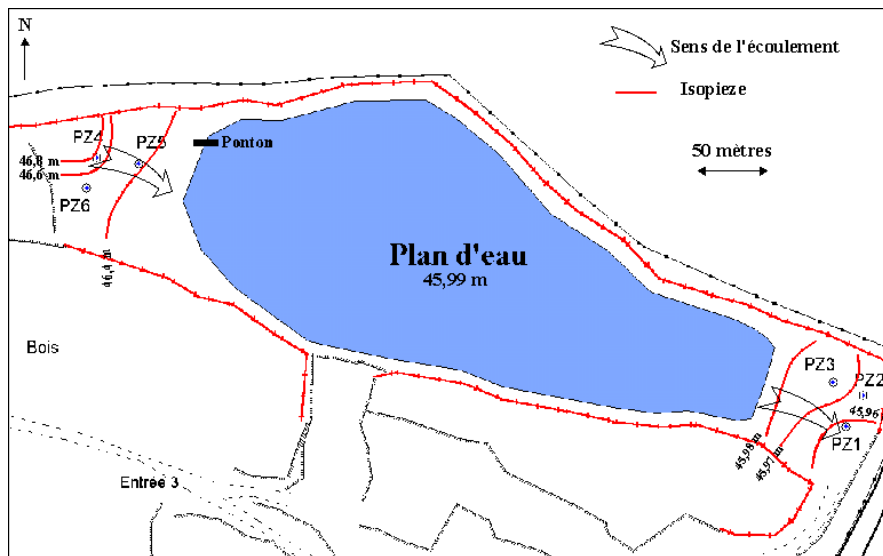 N
Sens de l'écoulement
Isopieze
50 mètres
PZ4
PZ5
Ponton
46,8 m
46,6 m
PZ6
46,4 m
Plan d'eau
45,99 m
Bois
PZ3
PZ2
45,96
PZ1
45,98 m
45,97 m
Entrée 3